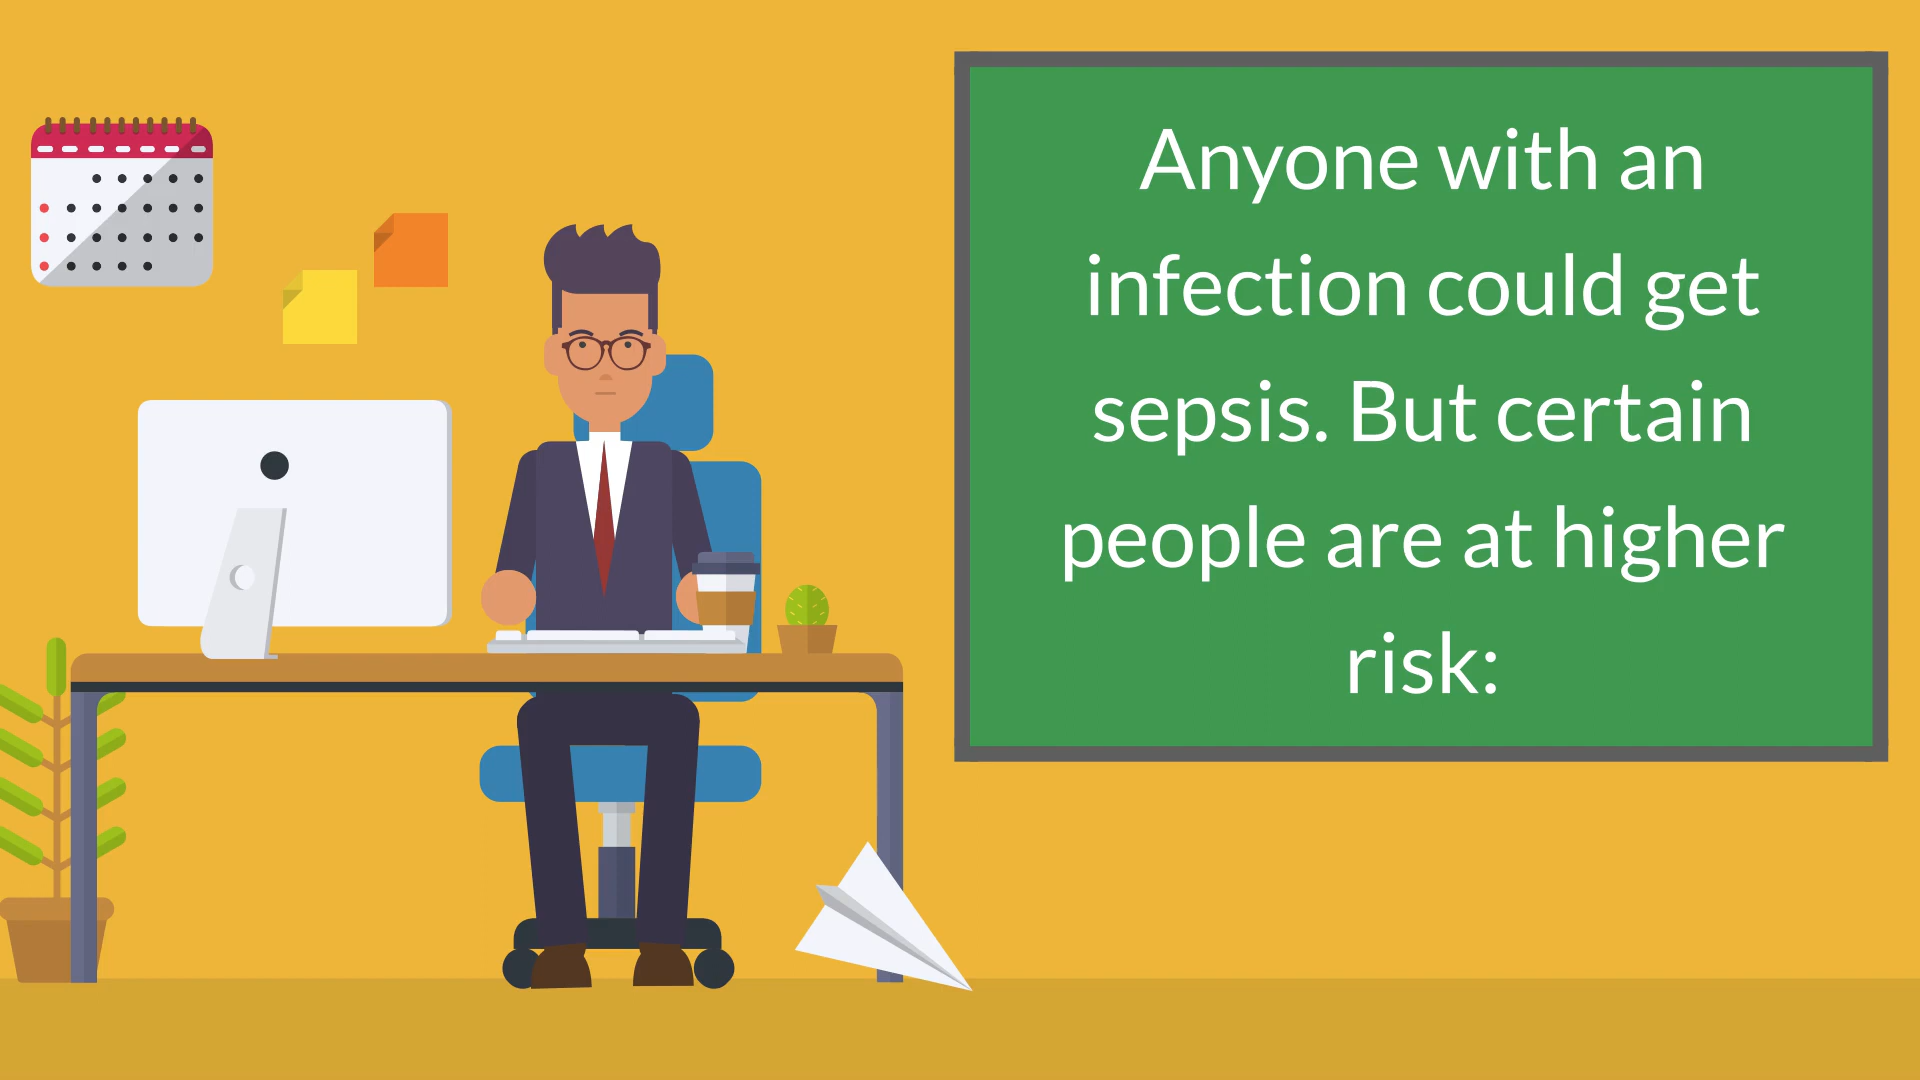 Anyone with an
infection could get
sepsis. But certain
people are at higher
risk: